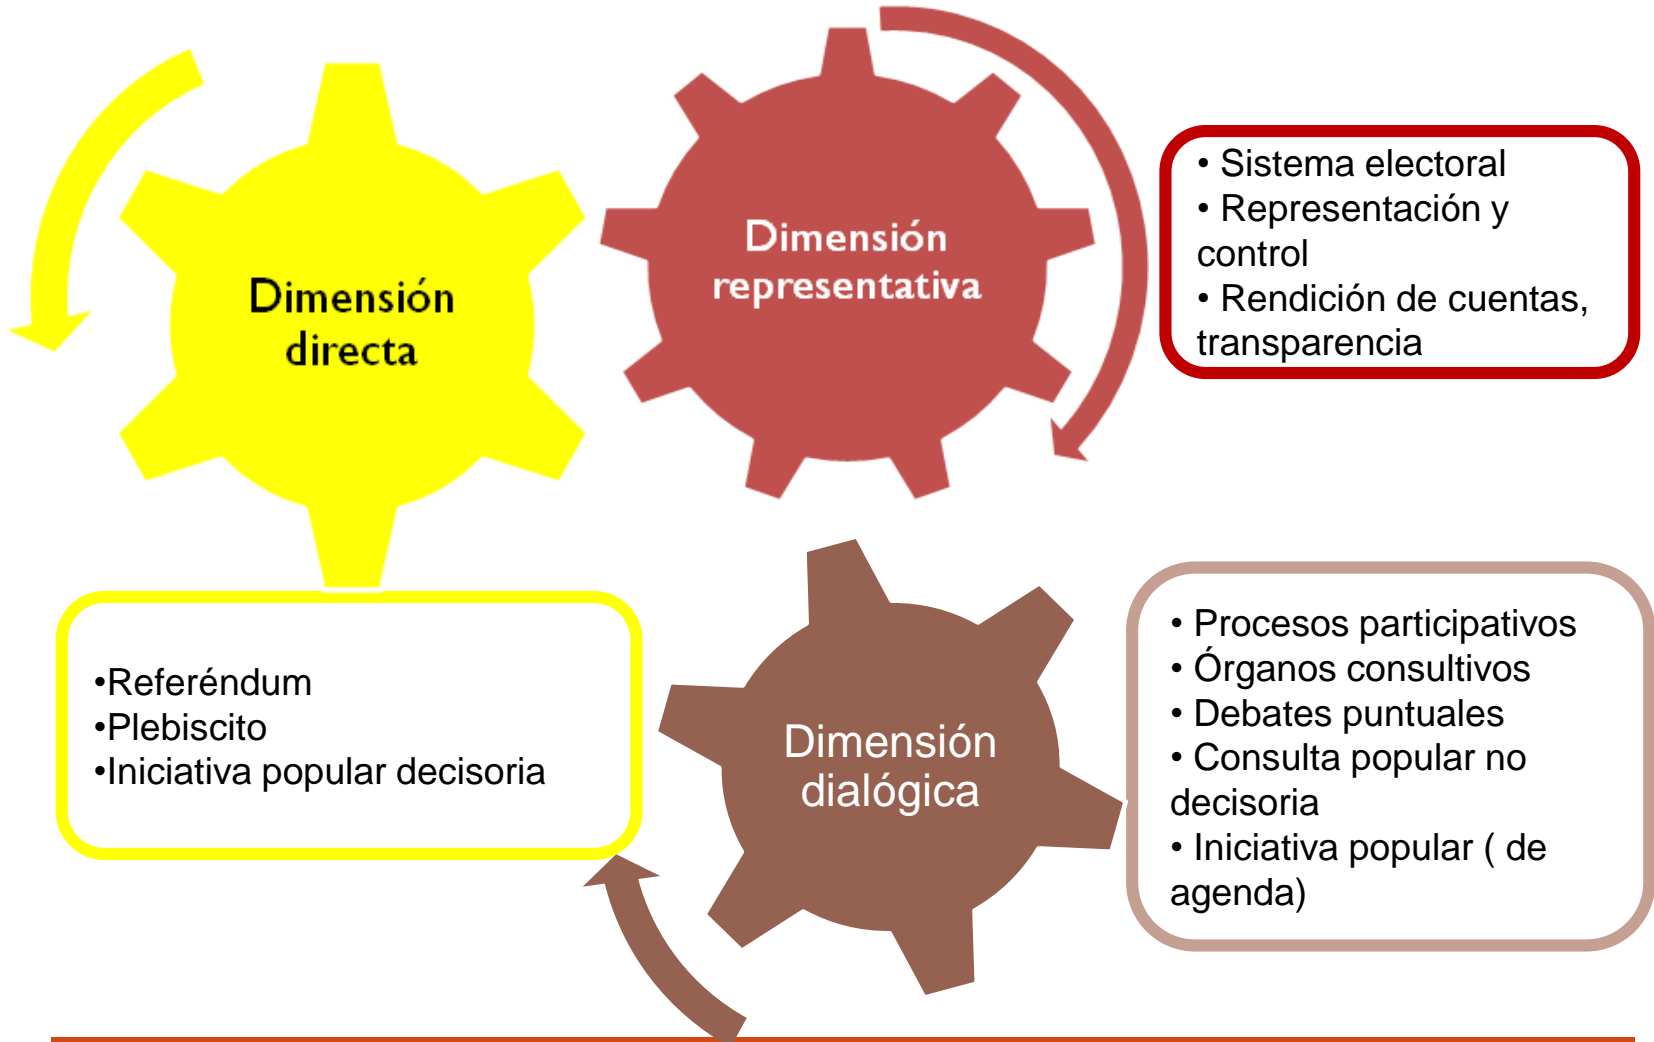 Dimensión
directa
Dimensión
representativa
• Sistema electoral
• Representación y
control
• Rendición de cuentas,
transparencia
•Referéndum
•Plebiscito
•Iniciativa popular decisoria
Dimensión
dialógica
• Procesos participativos
• Órganos consultivos
• Debates puntuales
• Consulta popular no
decisoria
• Iniciativa popular ( de
agenda)